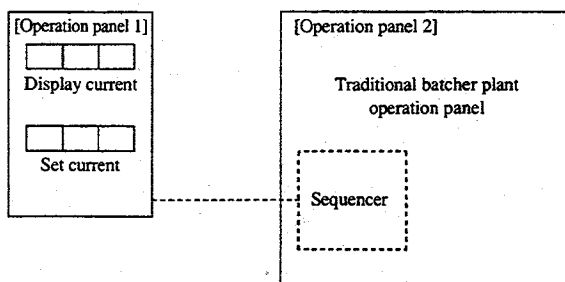 [Operation panel 1]
Display current
Set current
[Operation panel 2]
Traditional batcher plant
operation panel
Sequencer